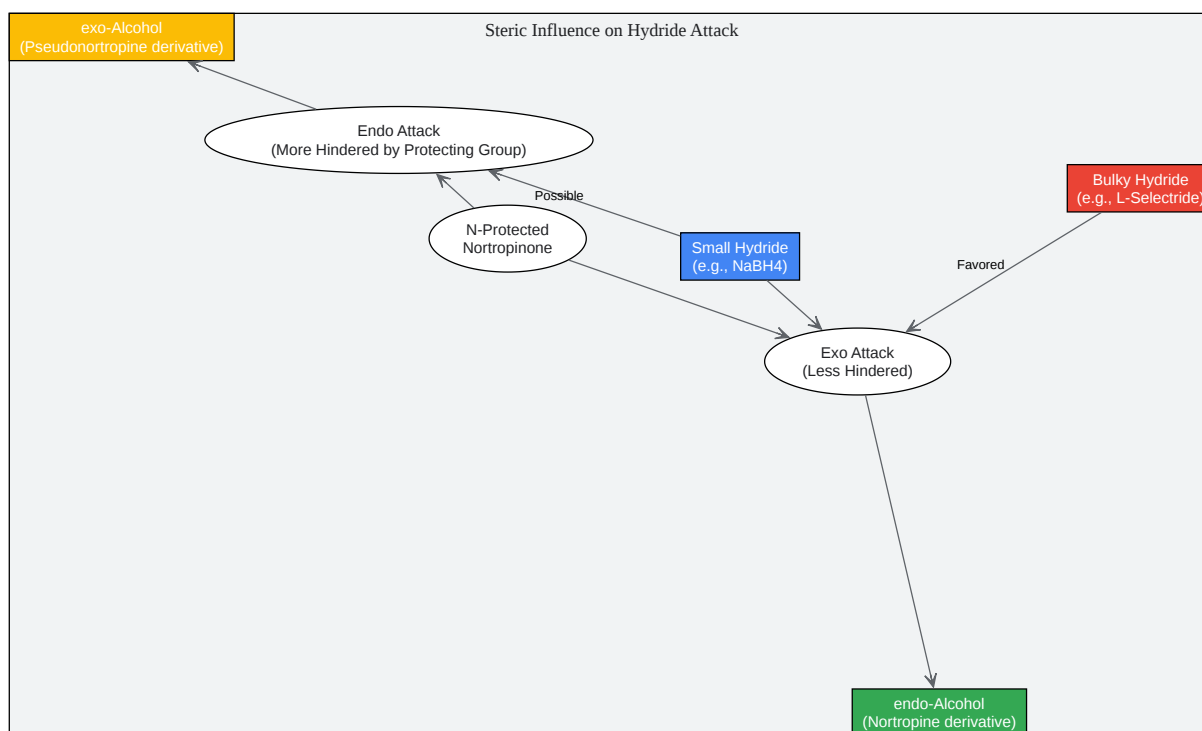 Steric Influence on Hydride Attack
exo-Alcohol
(Pseudonortropine derivative)
Endo Attack
(More Hindered by Protecting Group)
Possible
Bulky Hydride
(e.g., L-Selectride)
N-Protected
Nortropinone
Small Hydride
(e.g., NaBH4)
Favored
Exo Attack
(Less Hindered)
endo-Alcohol
(Nortropine derivative)